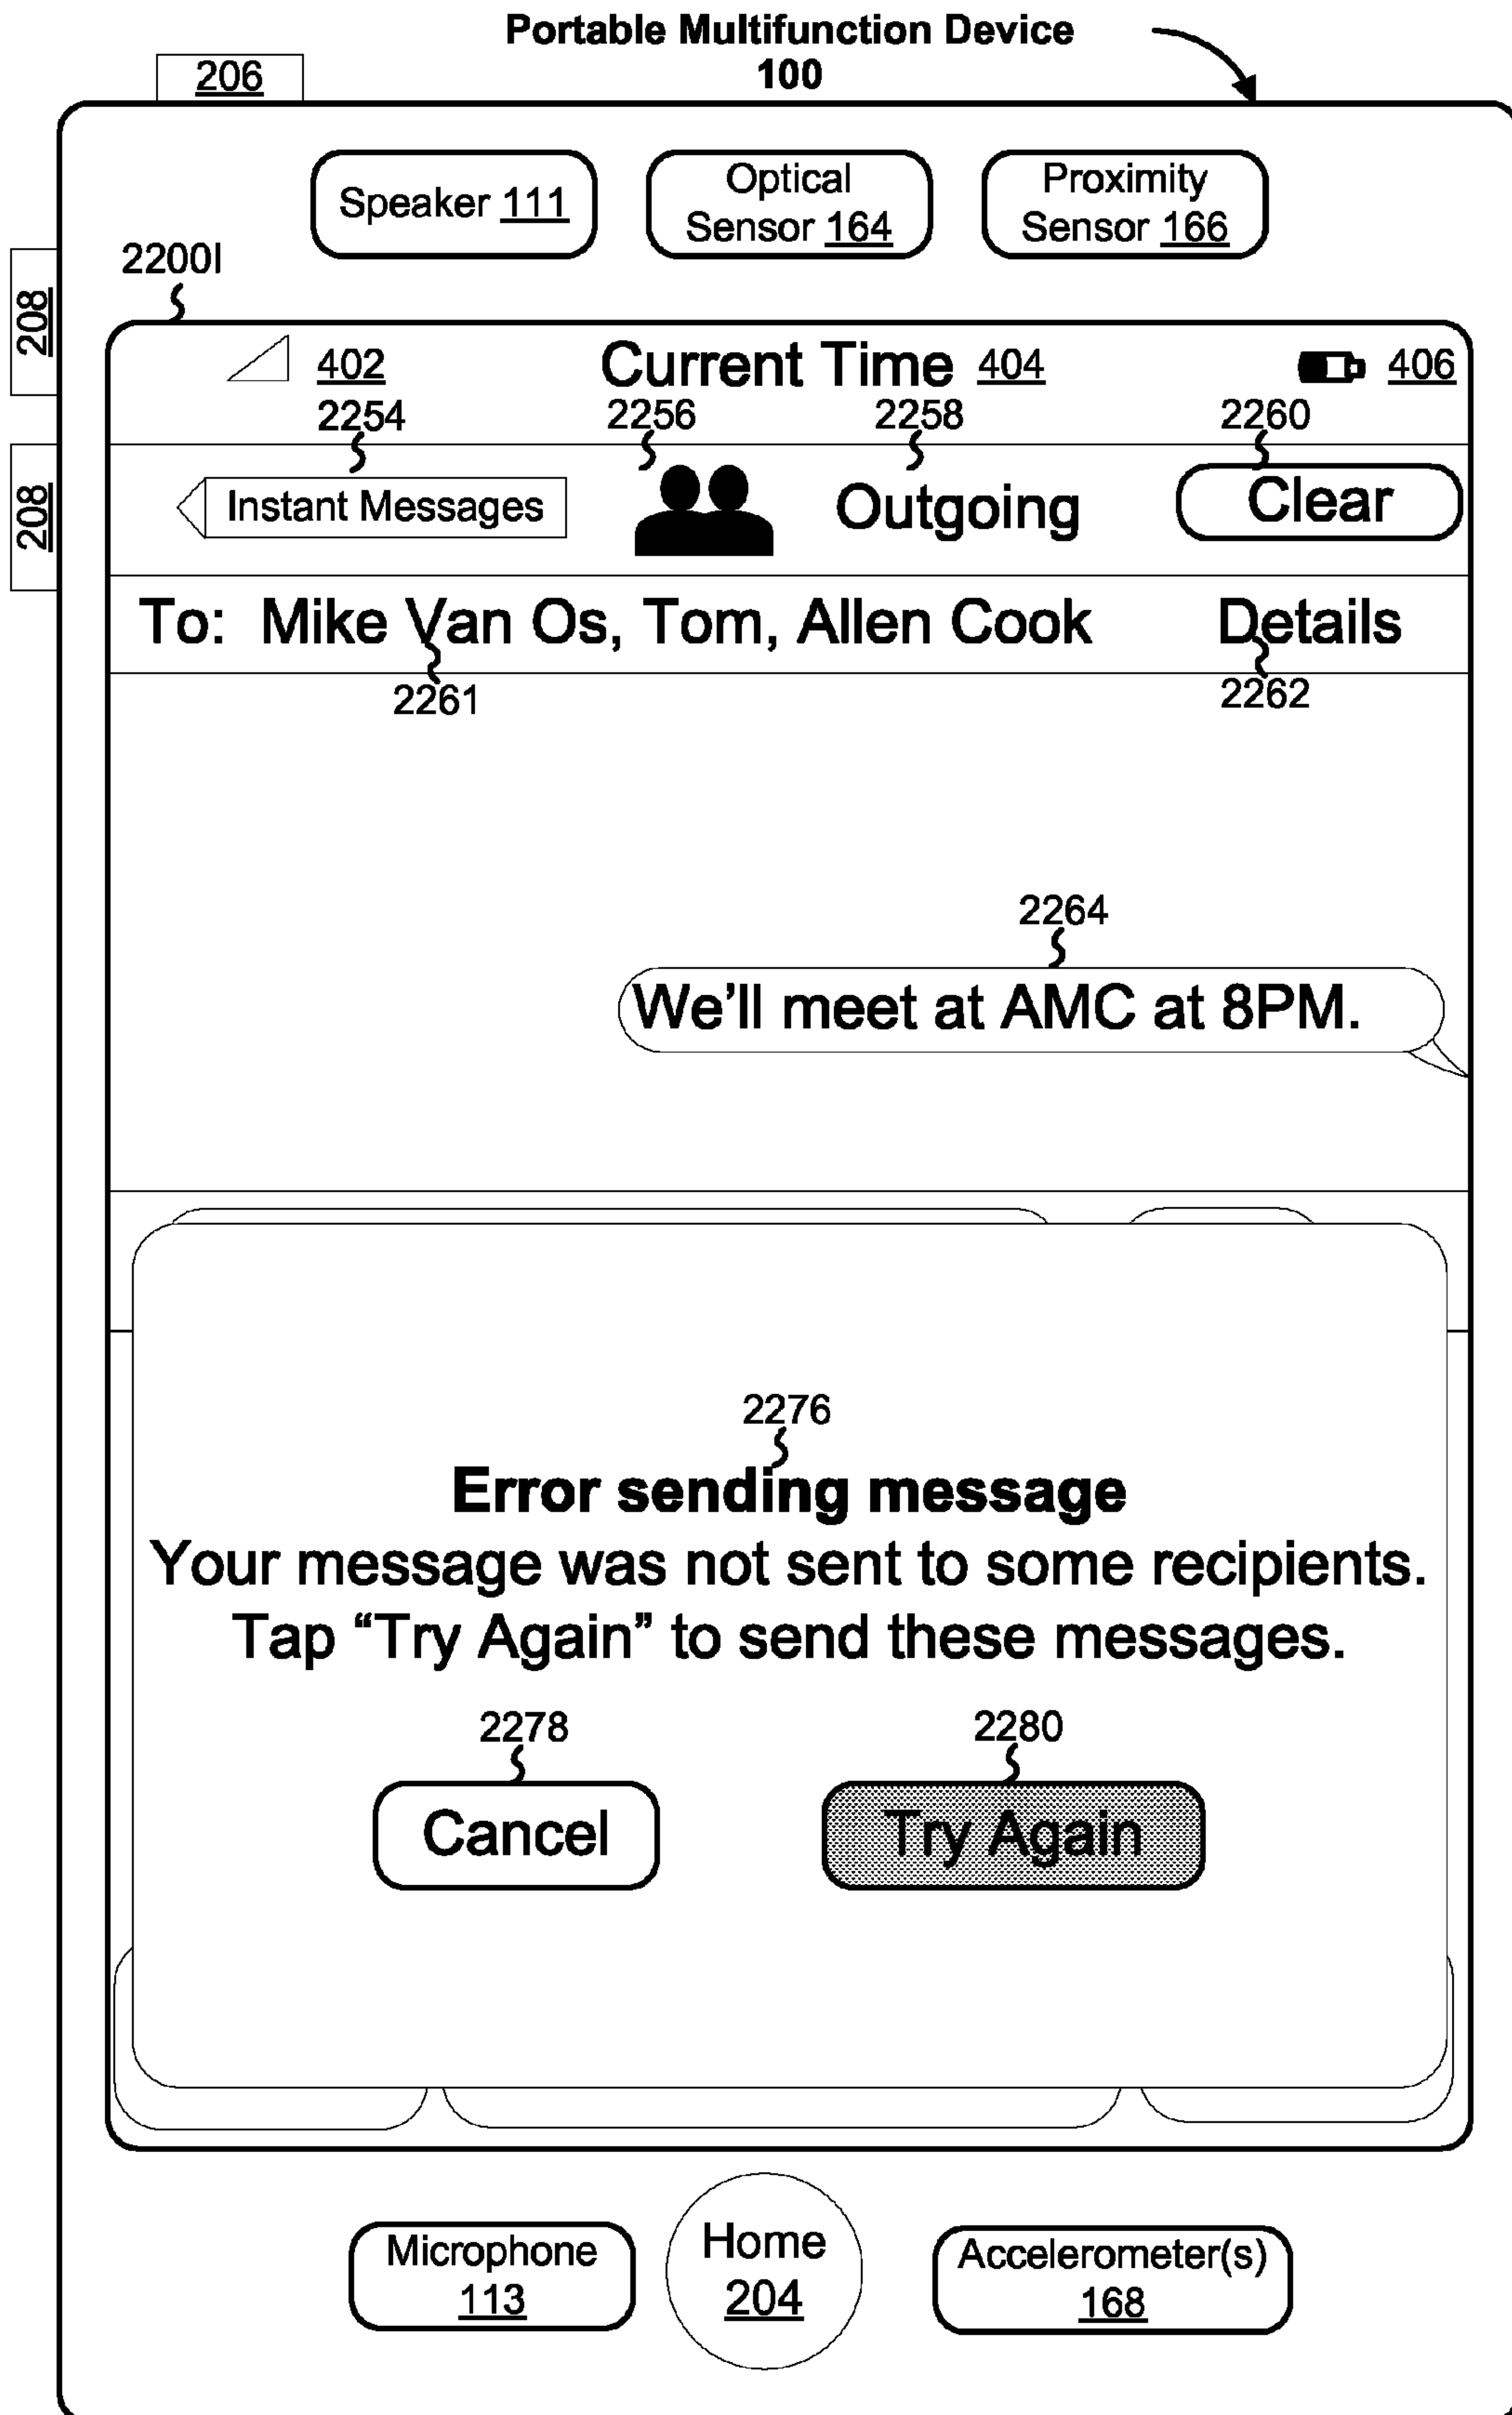 Portable Multifunction Device
100
206
Speaker 111
Optical
Sensor 164
Proximity
Sensor 166
2200I
208
208
402
Current Time 404
406
2254
2256
2258
2260
Instant Messages
Outgoing
Clear
To: Mike Van Os, Tom, Allen Cook
Details
2261
2262
2264
We'll meet at AMC at 8PM.
2276
Error sending message
Your message was not sent to some recipients.
Tap “Try Again” to send these messages.
2278
2280
Cancel
Try Again
Microphone
113
Home
204
Accelerometer(s)
168